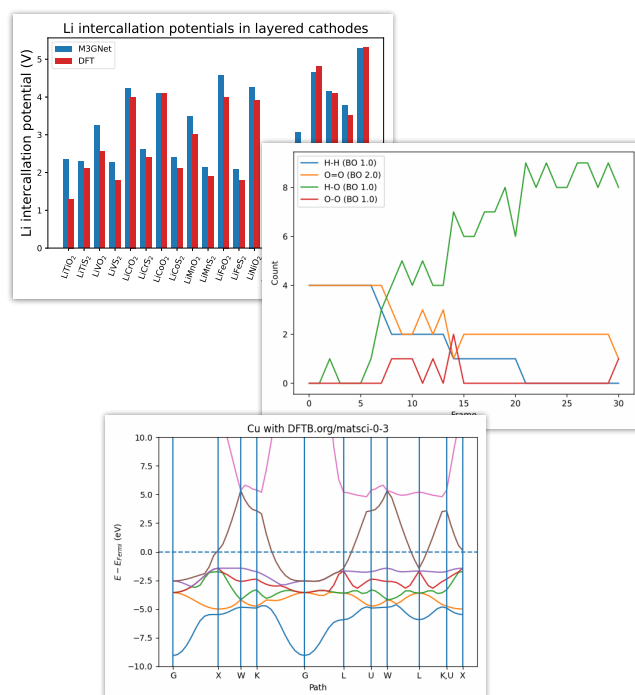 Li intercallation potentials in layered cathodes
M3GNet
DFT
Li intercallation potential (V)
5
4
3
2
1
0
LiTiO2
LiTiS2
LiVO2
LiVS2
LiCrO2
LiCrS2
LiCoO2
LiCoS2
LiMnO2
LiMnS2
LiFeO2
LiFeS2
LiNiO2
H-H (BO 1.0)
O=O (BO 2.0)
H-O (BO 1.0)
O-O (BO 1.0)
Count
8
6
4
2
0
0 5 10 15 20 25 30
Frame
Cu with DFTB.org/matsci-0-3
E − EFermi (eV)
10.0
7.5
5.0
2.5
0.0
−2.5
−5.0
−7.5
−10.0
G X W K G L U W L K,U X
Path